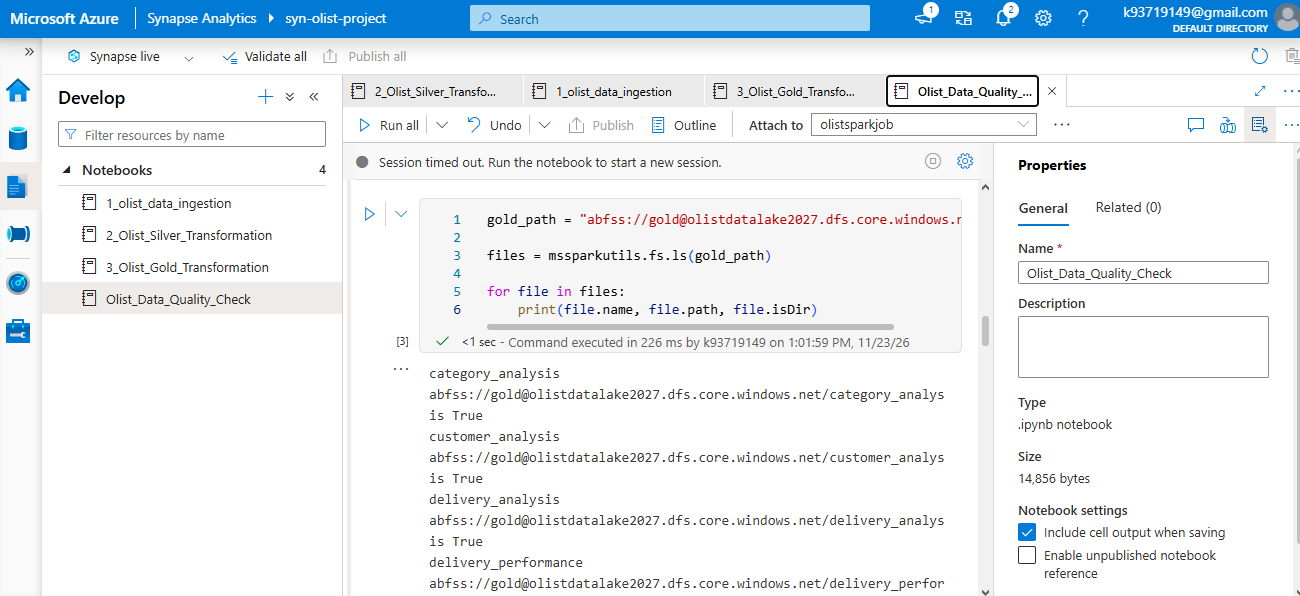 Microsoft Azure
Synapse Analytics
syn-olist-project
Search
1
2
k93719149@gmail.com
DEFAULT DIRECTORY
Synapse live
Validate all
Publish all
Develop
Filter resources by name
Notebooks
4
1_olist_data_ingestion
2_Olist_Silver_Transformation
3_Olist_Gold_Transformation
Olist_Data_Quality_Check
2_Olist_Silver_Transfo...
1_olist_data_ingestion
3_Olist_Gold_Transfo...
Olist_Data_Quality_...
Run all
Undo
Publish
Outline
Attach to
olistsparkjob
Session timed out. Run the notebook to start a new session.
1 gold_path = "abfss://gold@olistdatalake2027.dfs.core.windows.n
2
3 files = mssparkutils.fs.ls(gold_path)
4
5 for file in files:
6 print(file.name, file.path, file.isDir)
[3]
<1 sec - Command executed in 226 ms by k93719149 on 1:01:59 PM, 11/23/26
category_analysis
abfss://gold@olistdatalake2027.dfs.core.windows.net/category_analys
is True
customer_analysis
abfss://gold@olistdatalake2027.dfs.core.windows.net/customer_analys
is True
delivery_analysis
abfss://gold@olistdatalake2027.dfs.core.windows.net/delivery_analys
is True
delivery_performance
abfss://gold@olistdatalake2027.dfs.core.windows.net/delivery_perfor
Properties
General
Related (0)
Name *
Olist_Data_Quality_Check
Description
Type
.ipynb notebook
Size
14,856 bytes
Notebook settings
Include cell output when saving
Enable unpublished notebook
reference